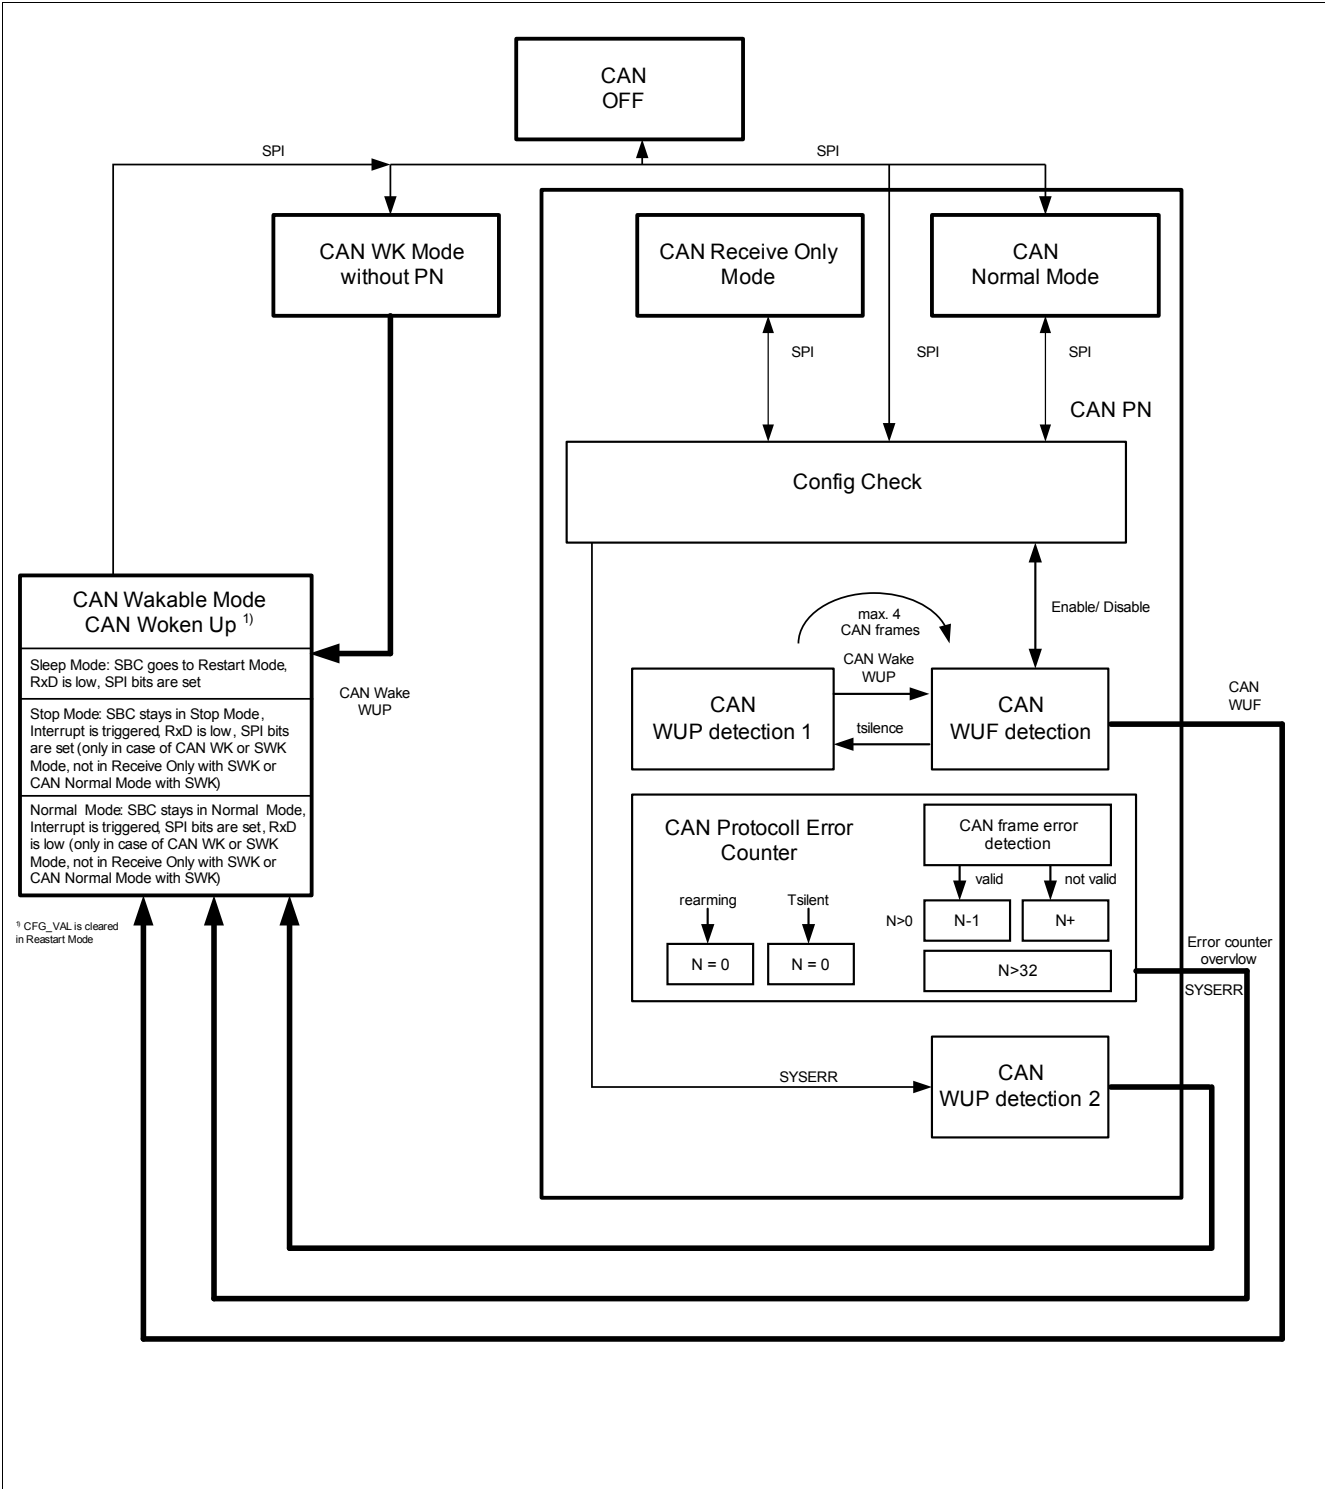 CAN
OFF
SPI
SPI
CAN WK Mode
without PN
CAN Receive Only
Mode
CAN
Normal Mode
SPI
SPI
SPI
CAN PN
Config Check
CAN Wakable Mode
CAN Woken Up 1)
Sleep Mode: SBC goes to Restart Mode,
RxD is low, SPI bits are set
Stop Mode: SBC stays in Stop Mode,
Interrupt is triggered, RxD is low, SPI bits
are set (only in case of CAN WK or SWK
Mode, not in Receive Only with SWK or
CAN Normal Mode with SWK)
Normal Mode: SBC stays in Normal Mode,
Interrupt is triggered, SPI bits are set, RxD
is low (only in case of CAN WK or SWK
Mode, not in Receive Only with SWK or
CAN Normal Mode with SWK)
1) CFG_VAL is cleared
in Reastart Mode
CAN Wake
WUP
Enable/ Disable
max. 4
CAN frames
CAN Wake
WUP
CAN
WUP detection 1
tsilence
CAN
WUF detection
CAN
WUF
CAN Protocoll Error
Counter
CAN frame error
detection
valid
not valid
rearming
Tsilent
N>0
N-1
N+
N = 0
N = 0
N>32
Error counter
overvlow
SYSERR
SYSERR
CAN
WUP detection 2